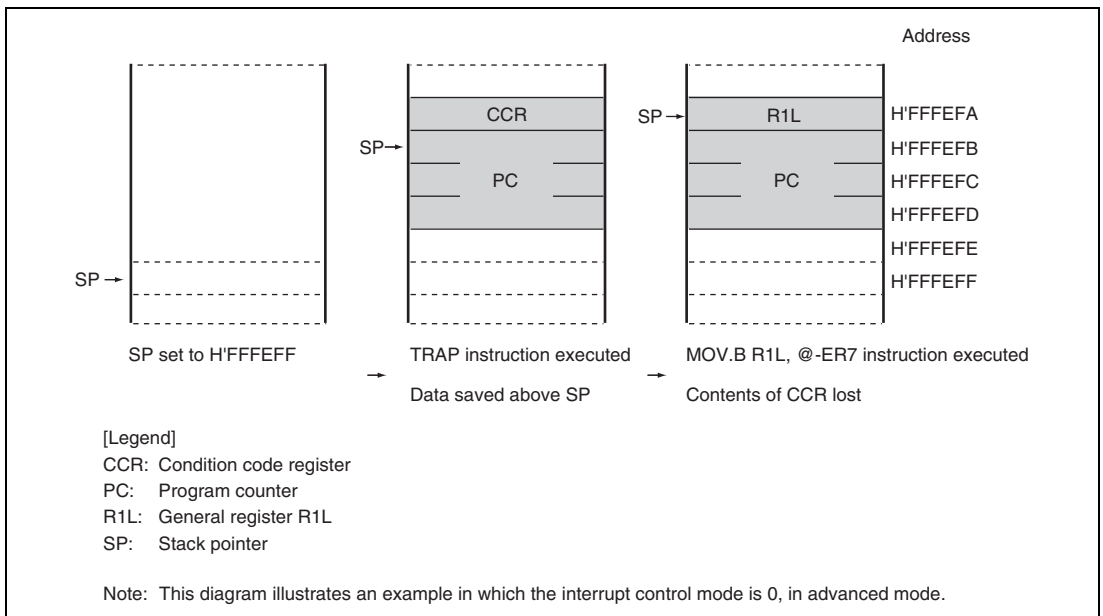 Address
CCR
SP
R1L
H'FFFEFA
SP
H'FFFEFB
PC
PC
H'FFFEFC
H'FFFEFD
H'FFFEFE
SP
H'FFFEFF
SP set to H'FFFEFF
TRAP instruction executed
MOV.B R1L, @-ER7 instruction executed
Data saved above SP
Contents of CCR lost
[Legend]
CCR: Condition code register
PC: Program counter
R1L: General register R1L
SP: Stack pointer
Note: This diagram illustrates an example in which the interrupt control mode is 0, in advanced mode.